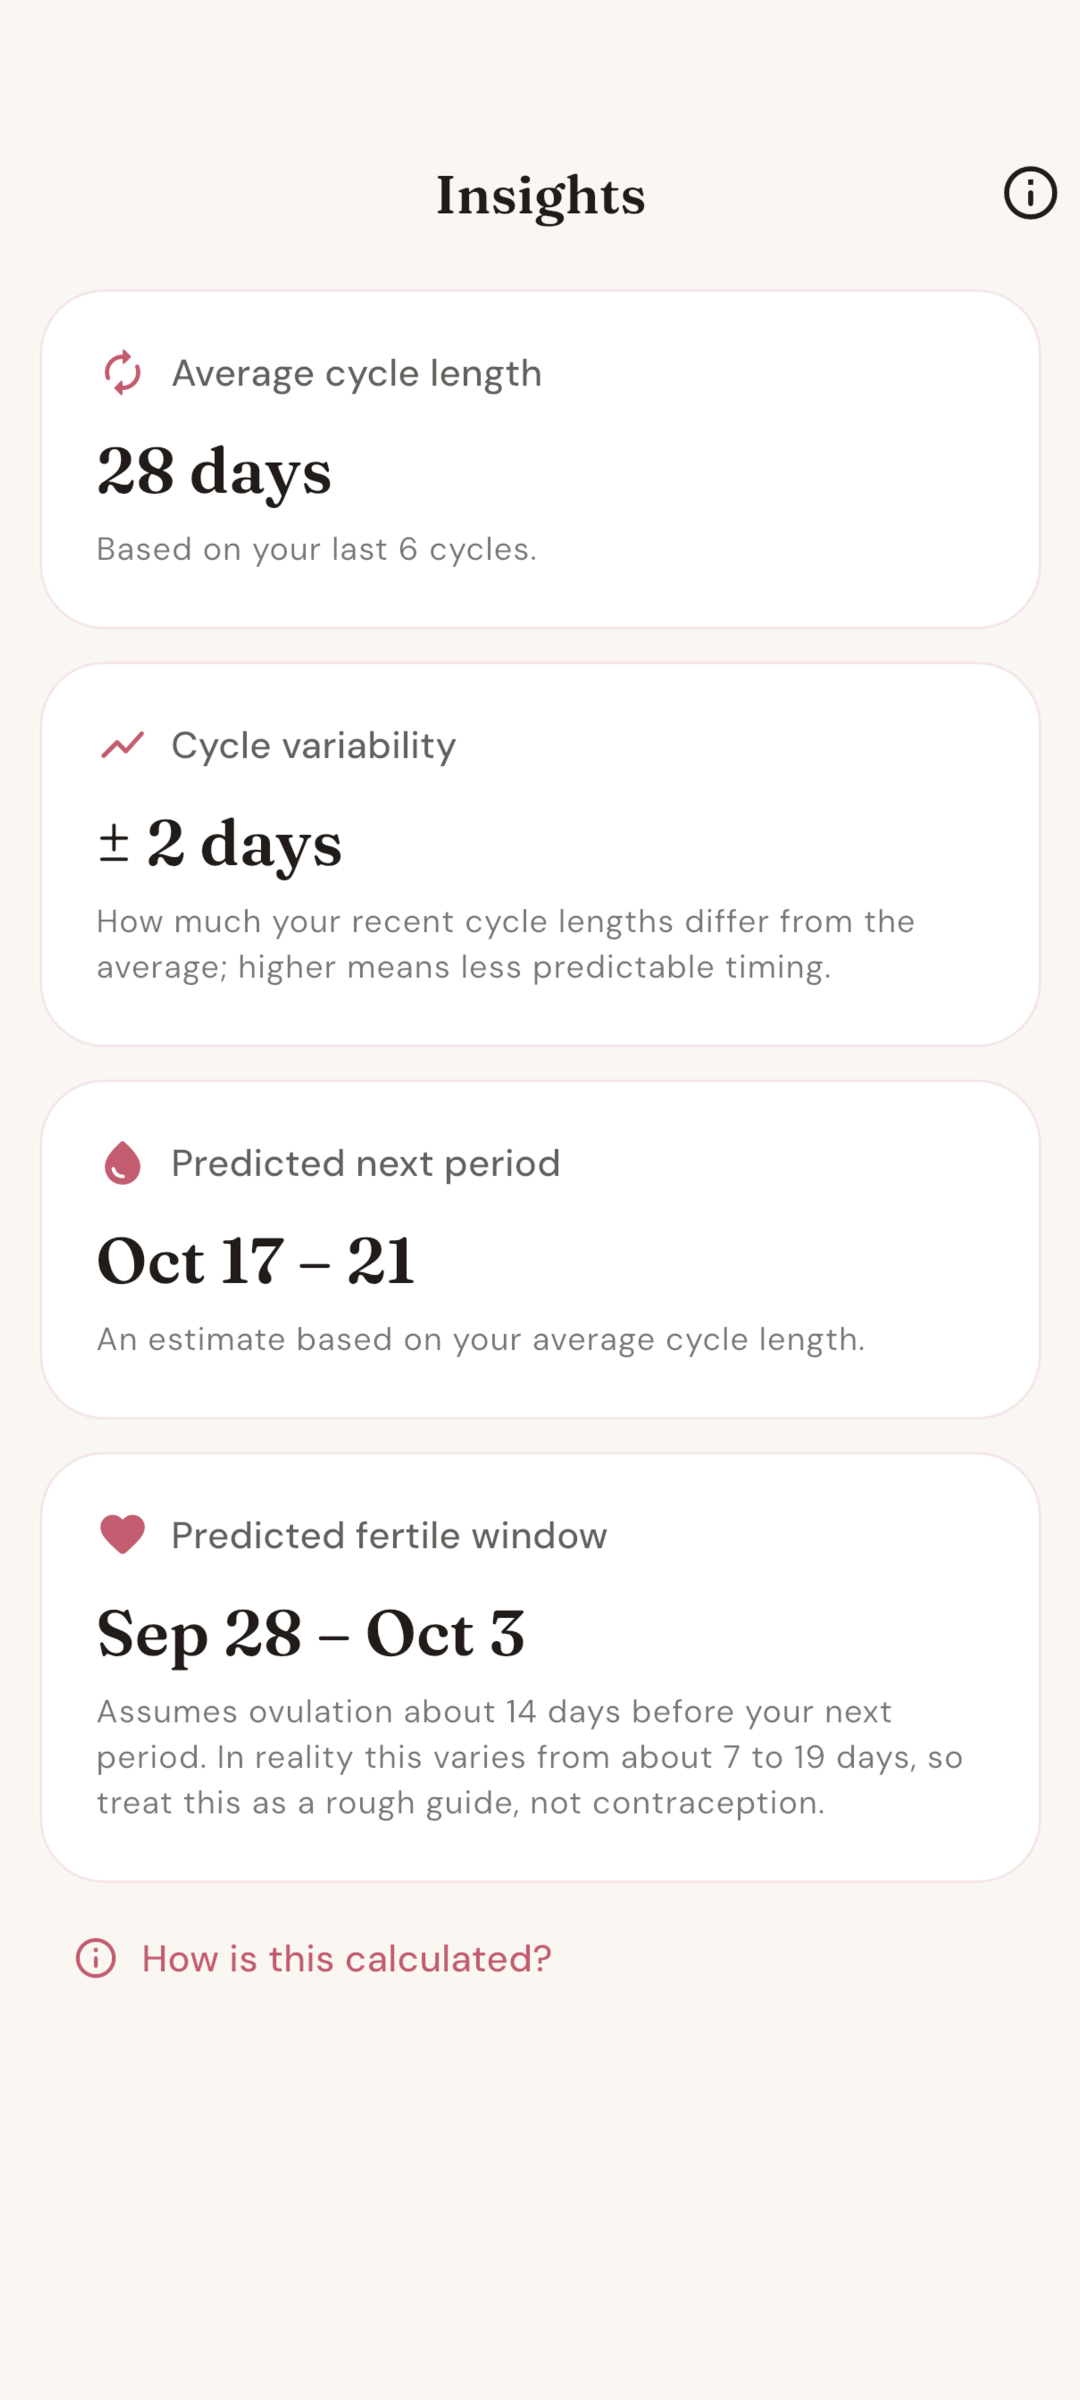 Insights
Average cycle length
28 days
Based on your last 6 cycles.
Cycle variability
± 2 days
How much your recent cycle lengths differ from the
average; higher means less predictable timing.
Predicted next period
Oct 17 – 21
An estimate based on your average cycle length.
Predicted fertile window
Sep 28 – Oct 3
Assumes ovulation about 14 days before your next
period. In reality this varies from about 7 to 19 days, so
treat this as a rough guide, not contraception.
How is this calculated?